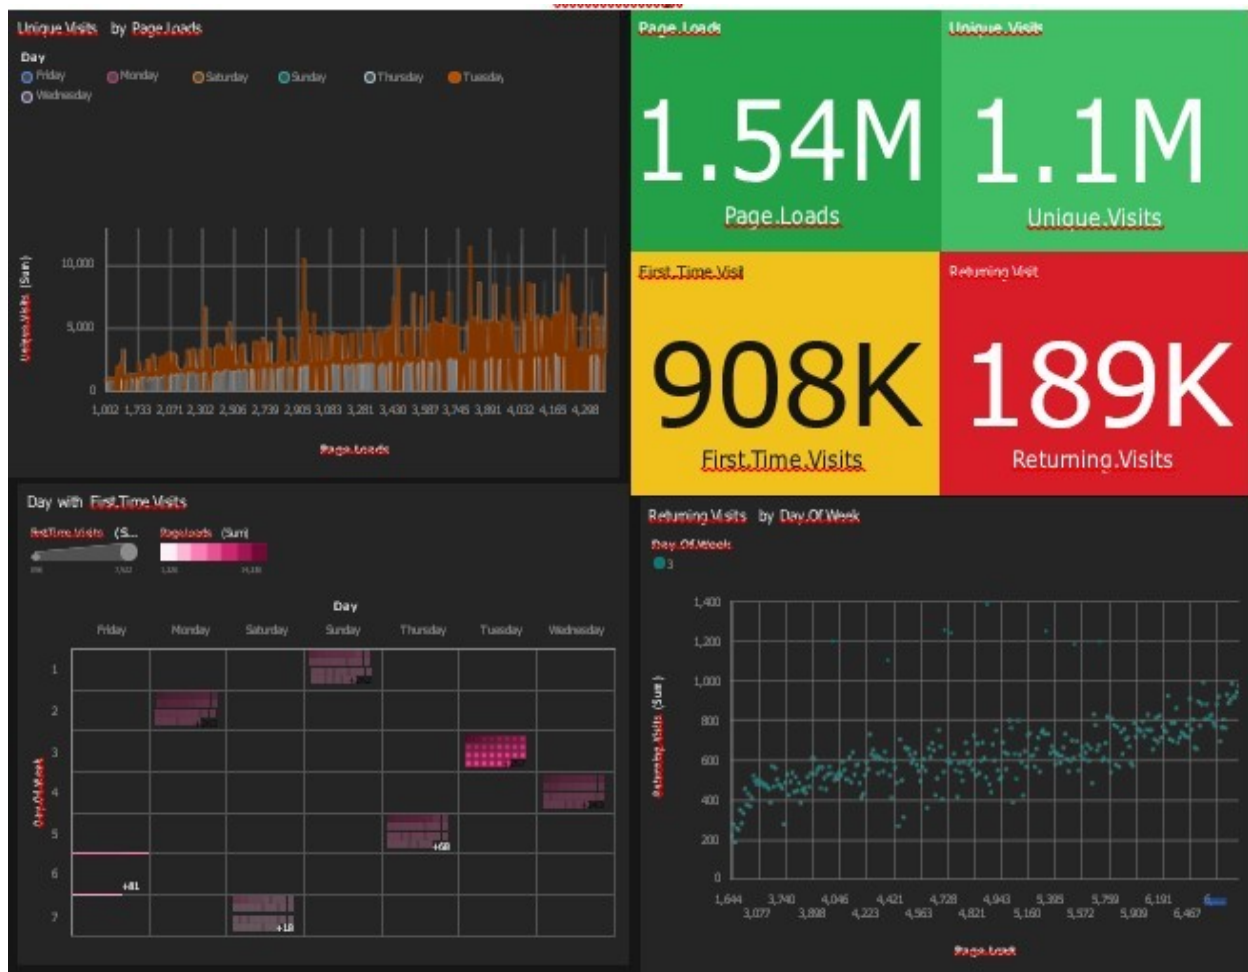 Unique.Visits by Page.Loads
Day
Friday Monday Saturday Sunday Thursday Tuesday
Wednesday
Unique.Visits (Sum)
10,000
5,000
0
1,002 1,733 2,071 2,302 2,506 2,739 2,905 3,083 3,281 3,430 3,587 3,745 3,891 4,032 4,165 4,298
Page.Loads
Page.Loads
1.54M
Page.Loads
Unique.Visits
1.1M
Unique.Visits
First.Time.Visit
908K
First.Time.Visits
Returning.Visit
189K
Returning.Visits
Day with First.Time.Visits
First.Time.Visits (S... Page.loads (Sum)
Day
Friday Monday Saturday Sunday Thursday Tuesday Wednesday
Day.Of.Week
1
2
3
4
5
+68
6
+81
7
+18
Returning.Visits by Day.Of.Week
Day.Of.Week
3
Returning.Visits (Sum)
1,400
1,200
1,000
800
600
400
200
0
1,644 3,740 4,046 4,421 4,728 4,943 5,395 5,759 6,191
3,077 3,898 4,223 4,563 4,821 5,160 5,572 5,909 6,467
Page.Load